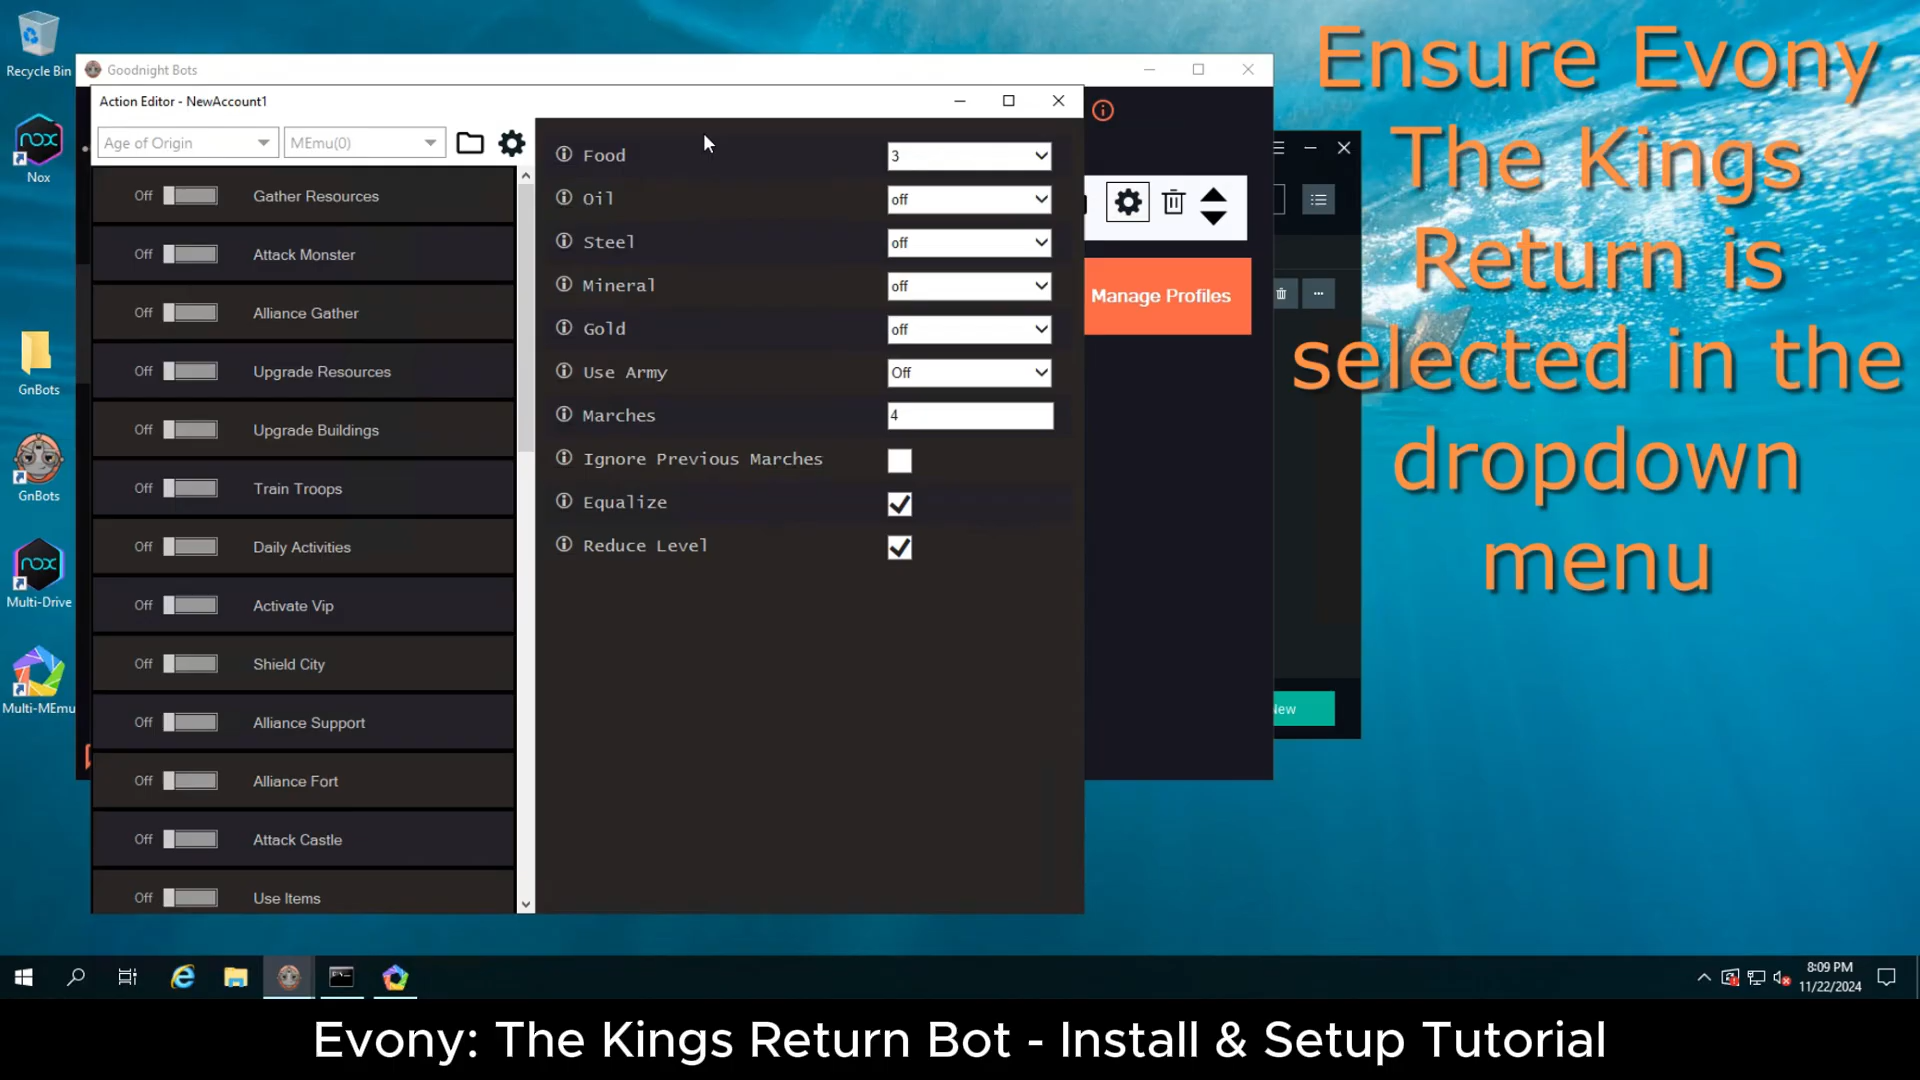 Recycle Bin
Nox
GnBots
GnBots
Multi-Drive
Multi-MEmu
Goodnight Bots
Action Editor - NewAccount1
Age of Origin
MEmu(0)
Off Gather Resources
Off Attack Monster
Off Alliance Gather
Off Upgrade Resources
Off Upgrade Buildings
Off Train Troops
Off Daily Activities
Off Activate Vip
Off Shield City
Off Alliance Support
Off Alliance Fort
Off Attack Castle
Off Use Items
Food 3
Oil off
Steel off
Mineral off
Gold off
Use Army Off
Marches 4
Ignore Previous Marches
Equalize
Reduce Level
Manage Profiles
Ensure Evony
The Kings
Return is
selected in the
dropdown
menu
8:09 PM
11/22/2024
Evony: The Kings Return Bot - Install & Setup Tutorial